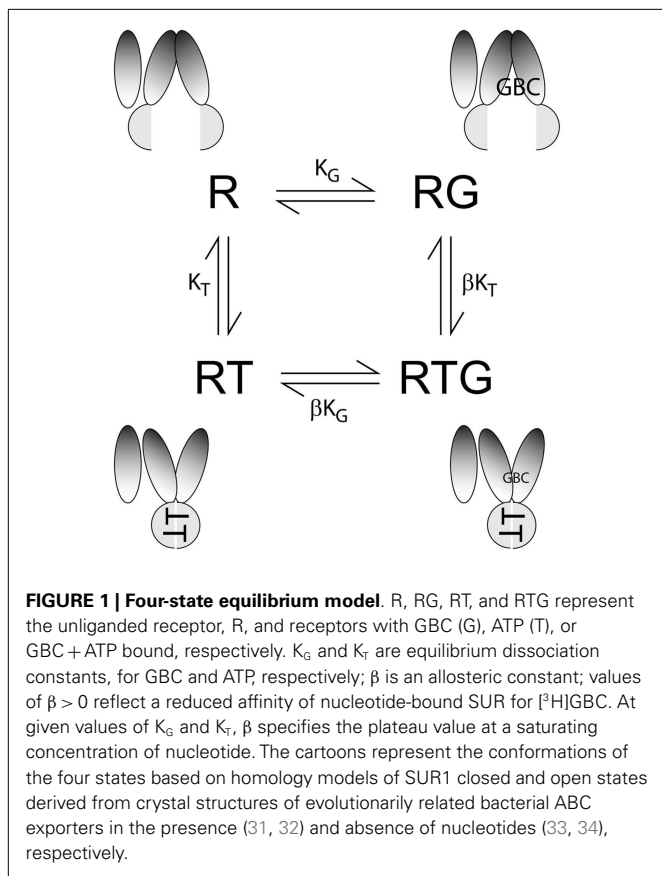 GBC
K_G
R RG
K_T βK_T
RT RTG
βK_G
GBC
T T T T
FIGURE 1 | Four-state equilibrium model. R, RG, RT, and RTG represent
the unliganded receptor, R, and receptors with GBC (G), ATP (T), or
GBC + ATP bound, respectively. K_G and K_T are equilibrium dissociation
constants, for GBC and ATP, respectively; β is an allosteric constant; values
of β > 0 reflect a reduced affinity of nucleotide-bound SUR for [³H]GBC. At
given values of K_G and K_T, β specifies the plateau value at a saturating
concentration of nucleotide. The cartoons represent the conformations of
the four states based on homology models of SUR1 closed and open states
derived from crystal structures of evolutionarily related bacterial ABC
exporters in the presence (31, 32) and absence of nucleotides (33, 34),
respectively.